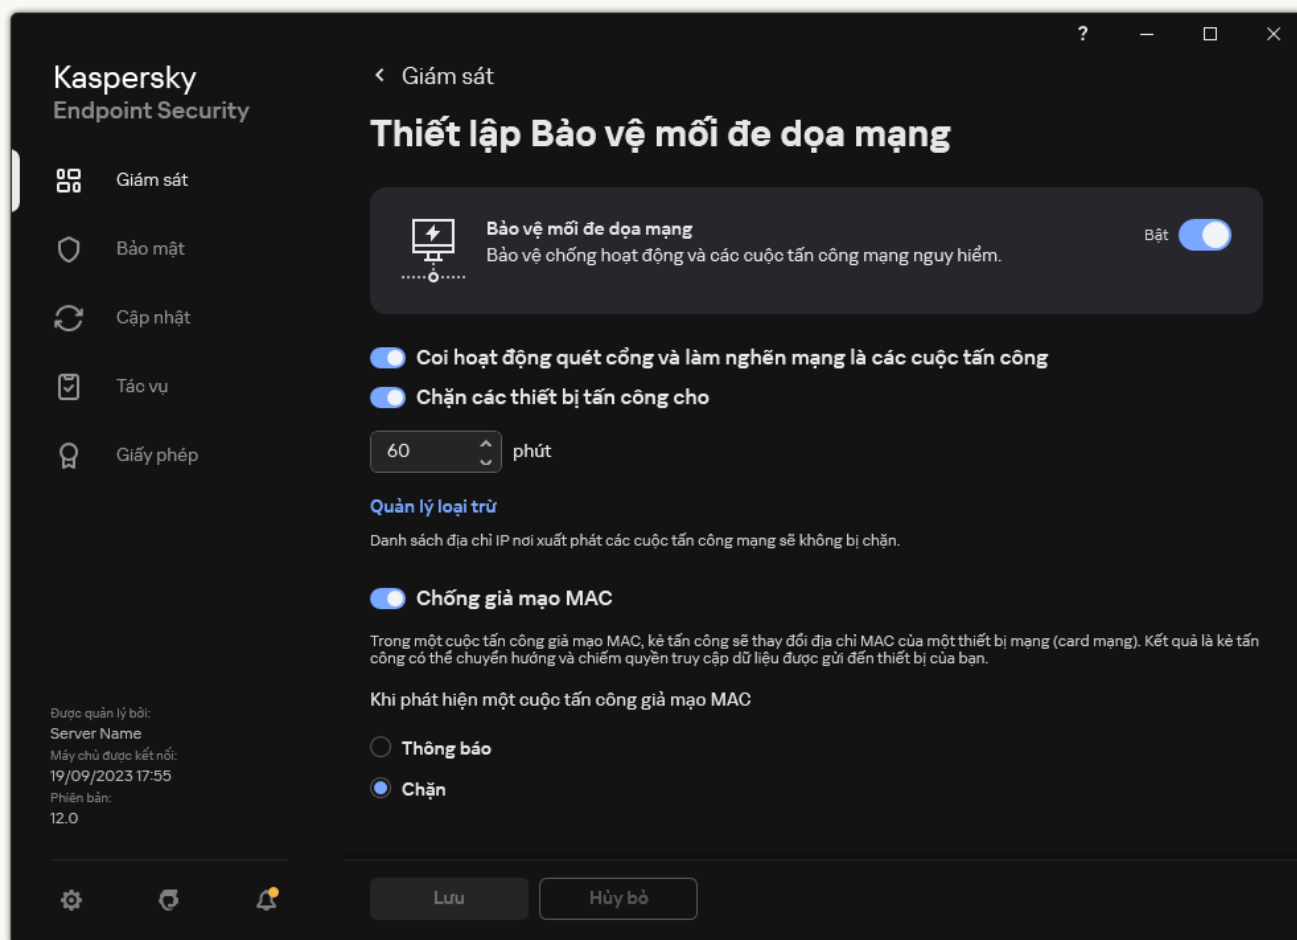 ?
Kaspersky
Endpoint Security
Giám sát
Bảo mật
Cập nhật
Tác vụ
Giấy phép
Được quản lý bởi:
Server Name
Máy chủ được kết nối:
19/09/2023 17:55
Phiên bản:
12.0
Giám sát
Thiết lập Bảo vệ mối đe dọa mạng
Bảo vệ mối đe dọa mạng
Bảo vệ chống hoạt động và các cuộc tấn công mạng nguy hiểm.
Bật
Coi hoạt động quét cổng và làm nghẽn mạng là các cuộc tấn công
Chặn các thiết bị tấn công cho
60 phút
Quản lý loại trừ
Danh sách địa chỉ IP nơi xuất phát các cuộc tấn công mạng sẽ không bị chặn.
Chống giả mạo MAC
Trong một cuộc tấn công giả mạo MAC, kẻ tấn công sẽ thay đổi địa chỉ MAC của một thiết bị mạng (card mạng). Kết quả là kẻ tấn
công có thể chuyển hướng và chiếm quyền truy cập dữ liệu được gửi đến thiết bị của bạn.
Khi phát hiện một cuộc tấn công giả mạo MAC
Thông báo
Chặn
Lưu
Hủy bỏ